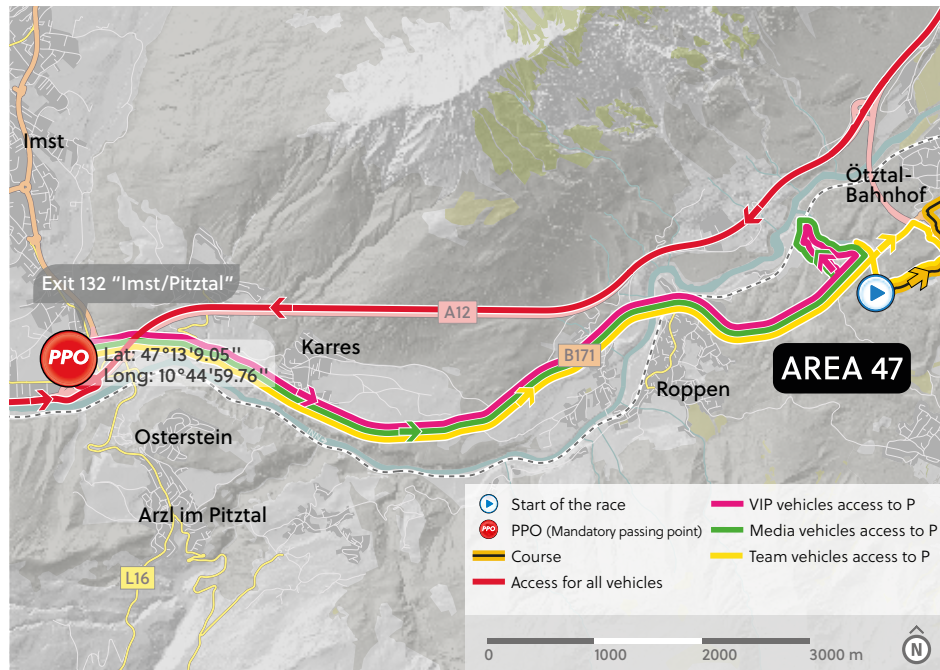 Imst
Ötztal-
Bahnhof
Exit 132 "Imst/Pitztal"
A12
PPO
Lat: 47°13'9.05''
Long: 10°44'59.76''
Karres
B171
Roppen
AREA 47
Osterstein
Arzl im Pitztal
L16
Start of the race
PPO PPO (Mandatory passing point)
Course
Access for all vehicles
VIP vehicles access to P
Media vehicles access to P
Team vehicles access to P
0 1000 2000 3000 m
N